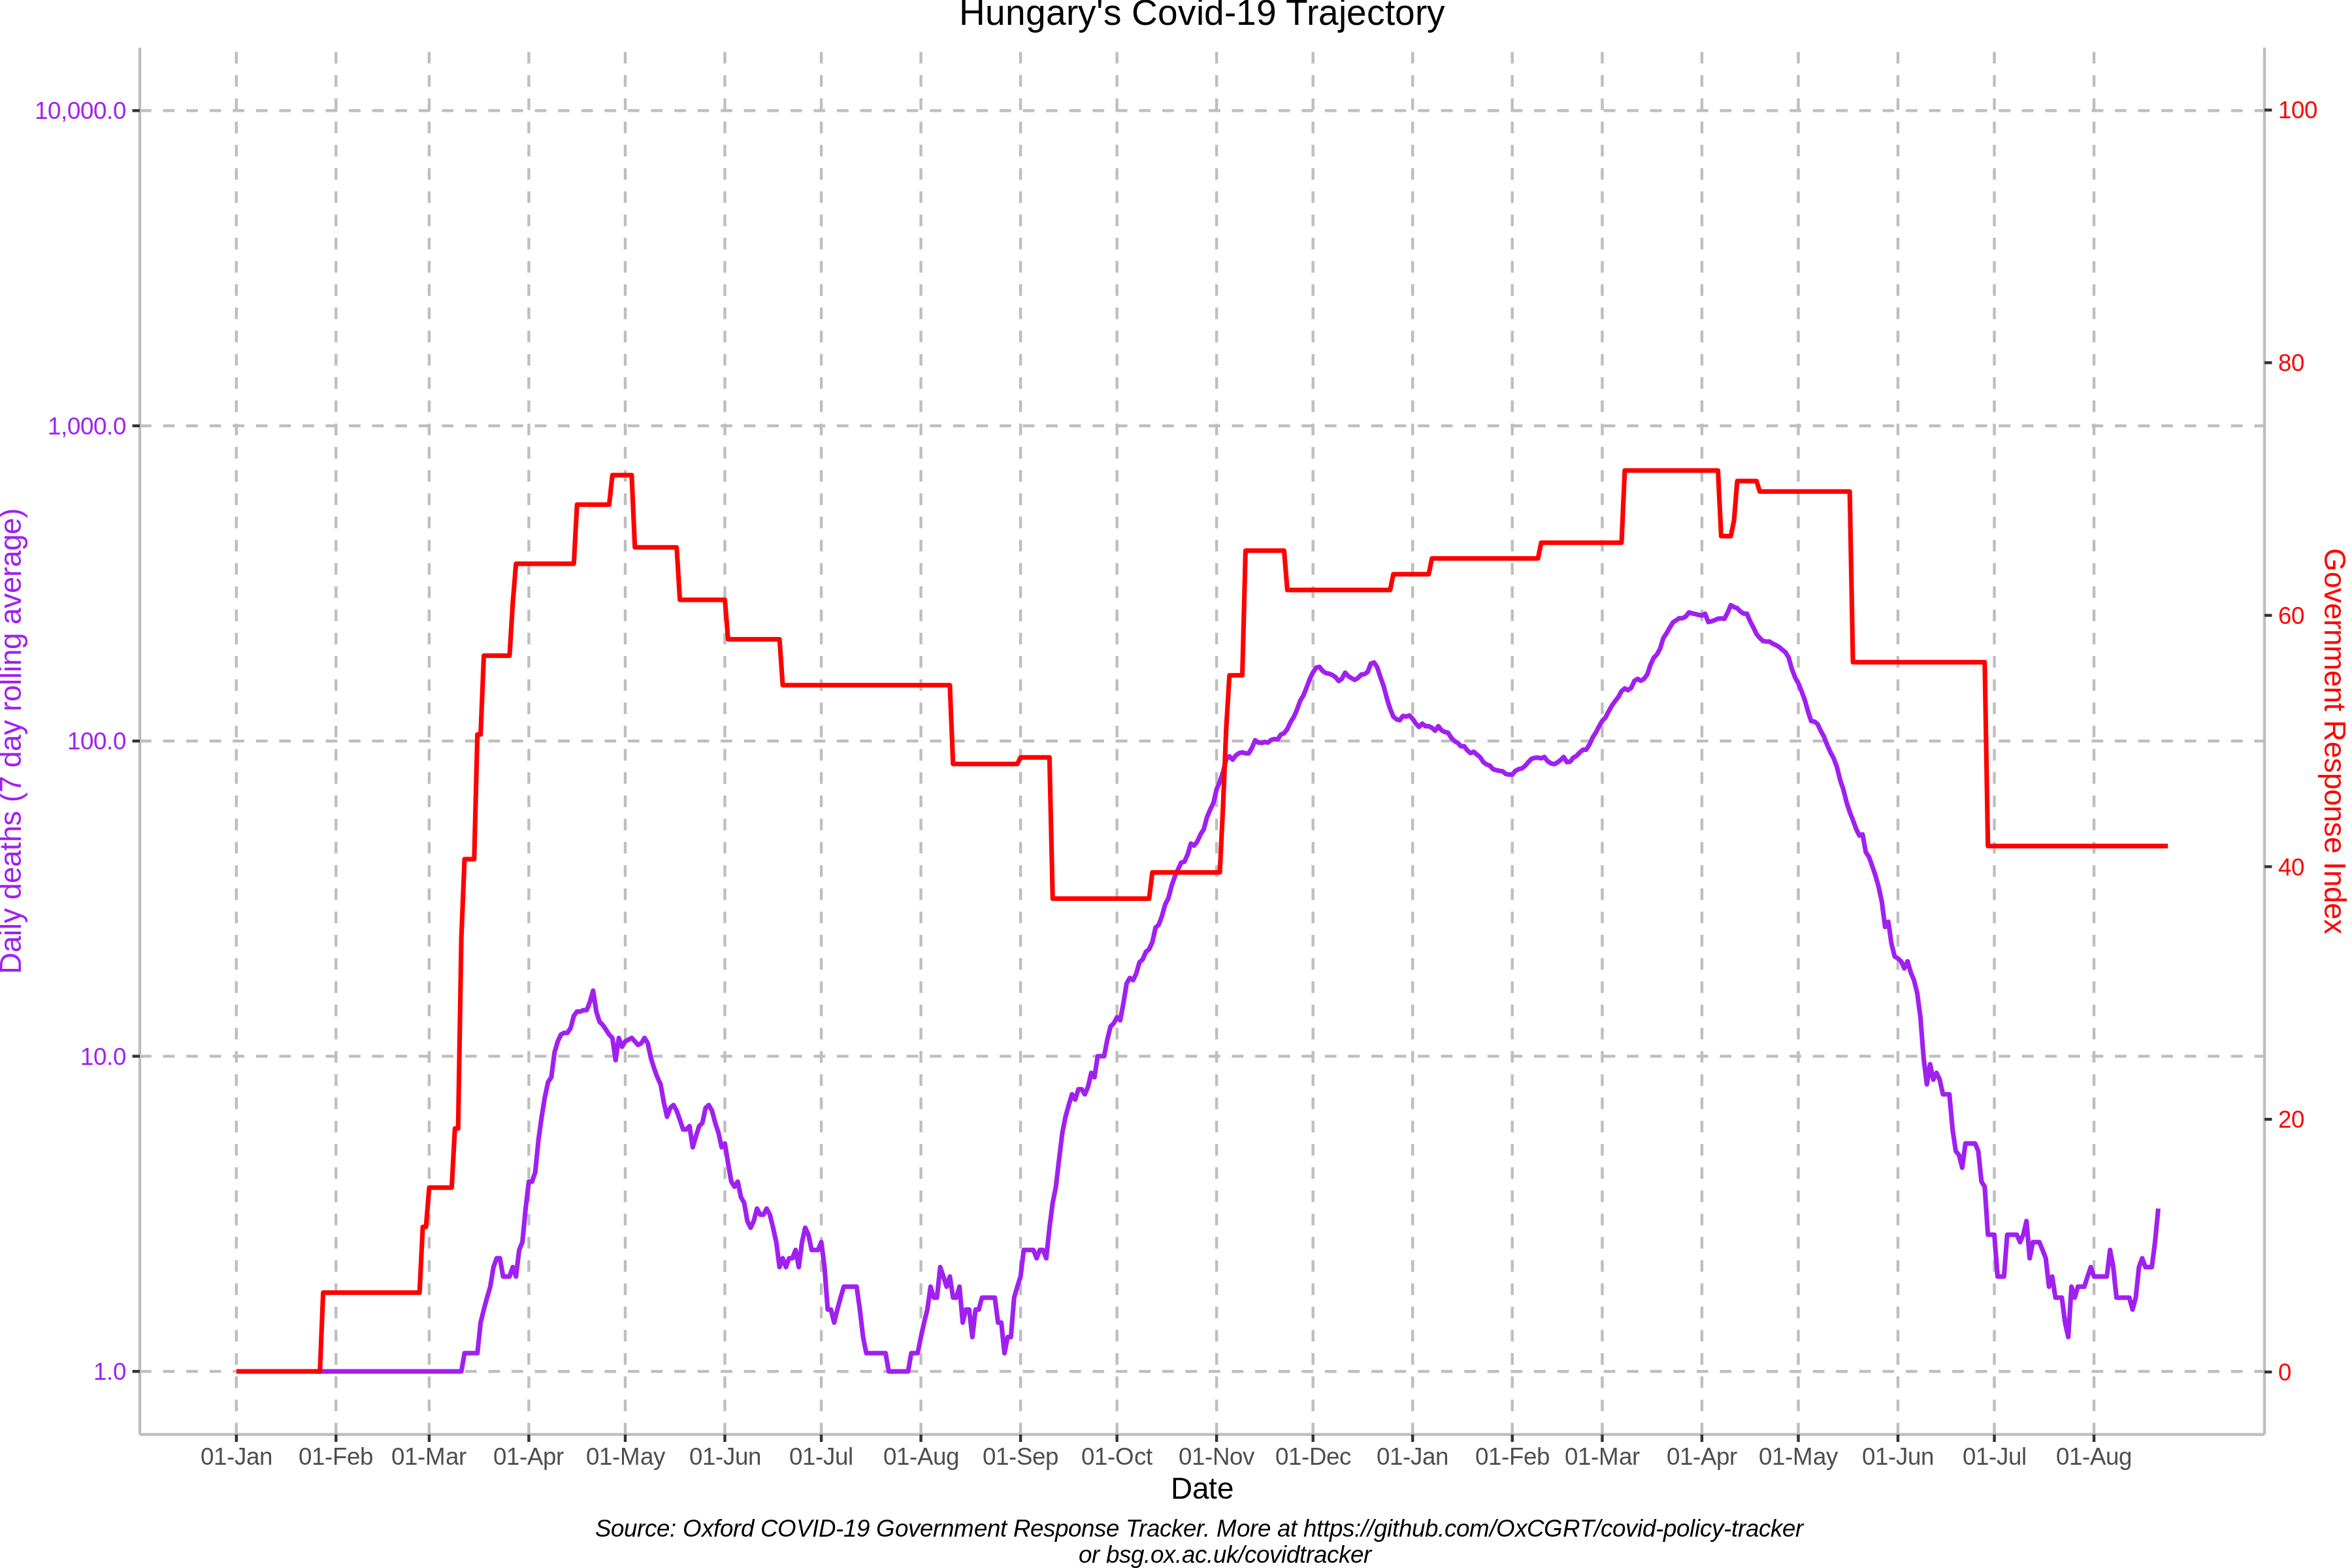 Hungary's Covid-19 Trajectory
10,000.0
1,000.0
100.0
10.0
1.0
Daily deaths (7 day rolling average)
100
80
60
40
20
0
Government Response Index
01-Jan 01-Feb 01-Mar 01-Apr 01-May 01-Jun 01-Jul 01-Aug 01-Sep 01-Oct 01-Nov 01-Dec 01-Jan 01-Feb 01-Mar 01-Apr 01-May 01-Jun 01-Jul 01-Aug
Date
Source: Oxford COVID-19 Government Response Tracker. More at https://github.com/OxCGRT/covid-policy-tracker
or bsg.ox.ac.uk/covidtracker